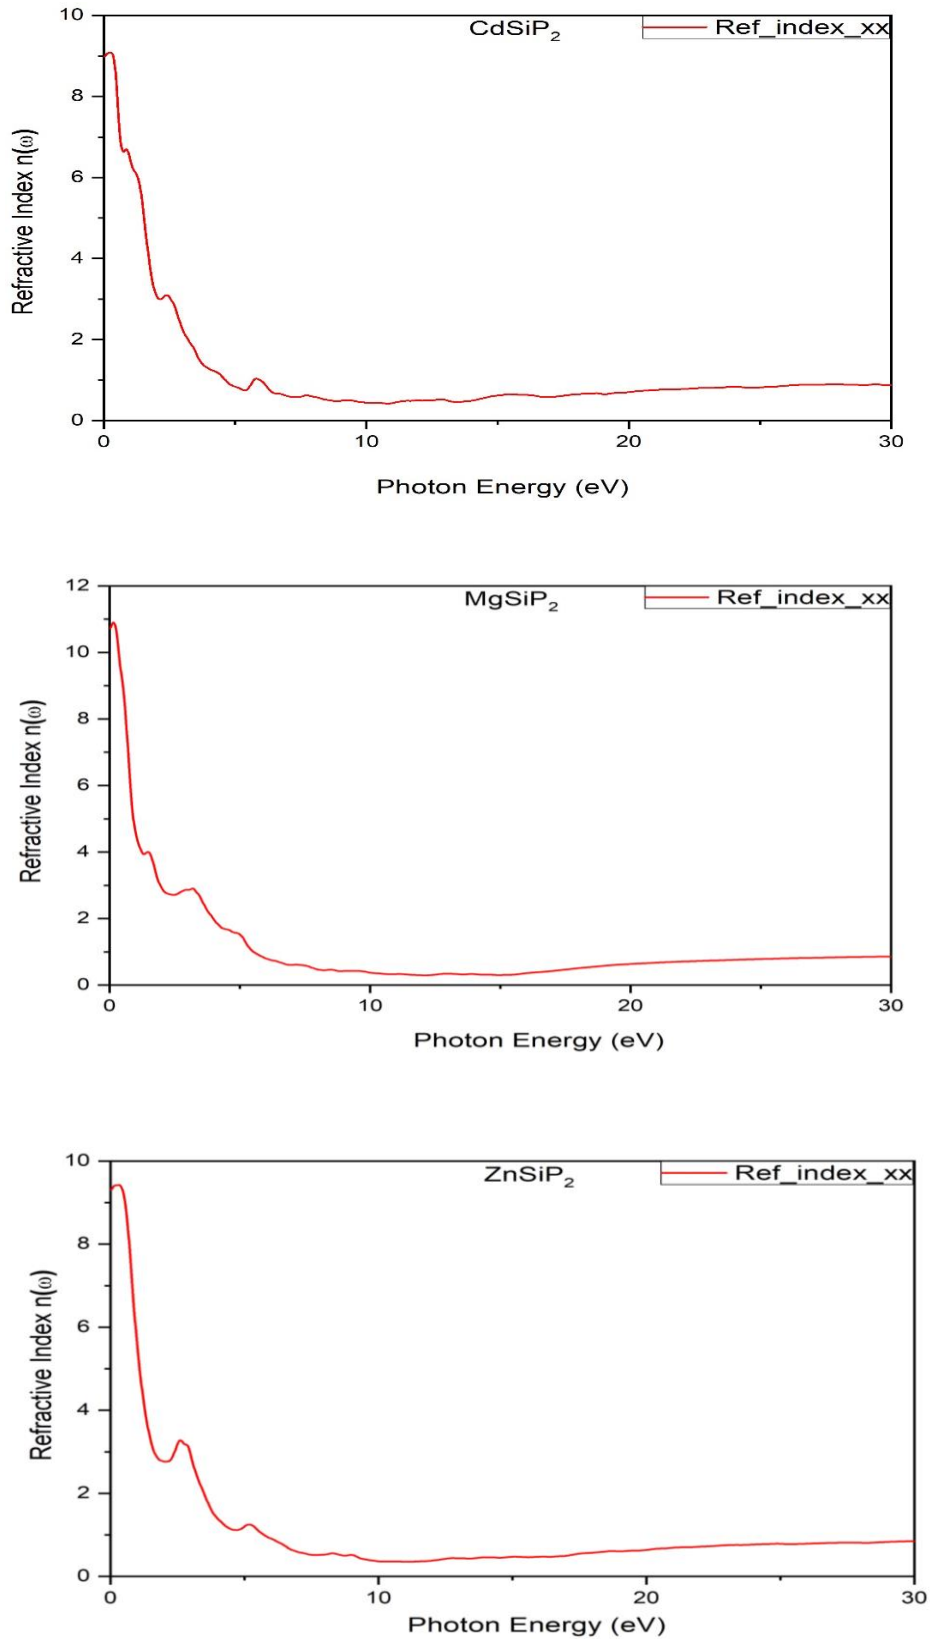 10
CdSiP2
Ref_index_xx
8
6
4
2
0
Refractive Index n(ω)
0
10
20
30
Photon Energy (eV)
12
MgSiP2
Ref_index_xx
10
8
6
4
2
0
Refractive Index n(ω)
0
10
20
30
Photon Energy (eV)
10
ZnSiP2
Ref_index_xx
8
6
4
2
0
Refractive Index n(ω)
0
10
20
30
Photon Energy (eV)